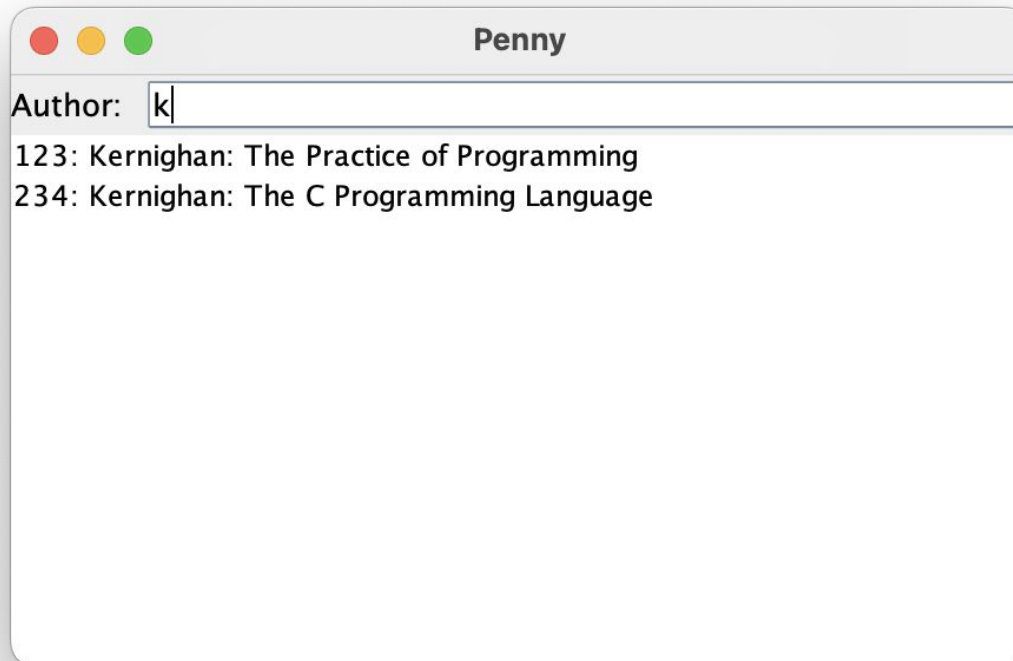 Penny
Author: k
123: Kernighan: The Practice of Programming
234: Kernighan: The C Programming Language